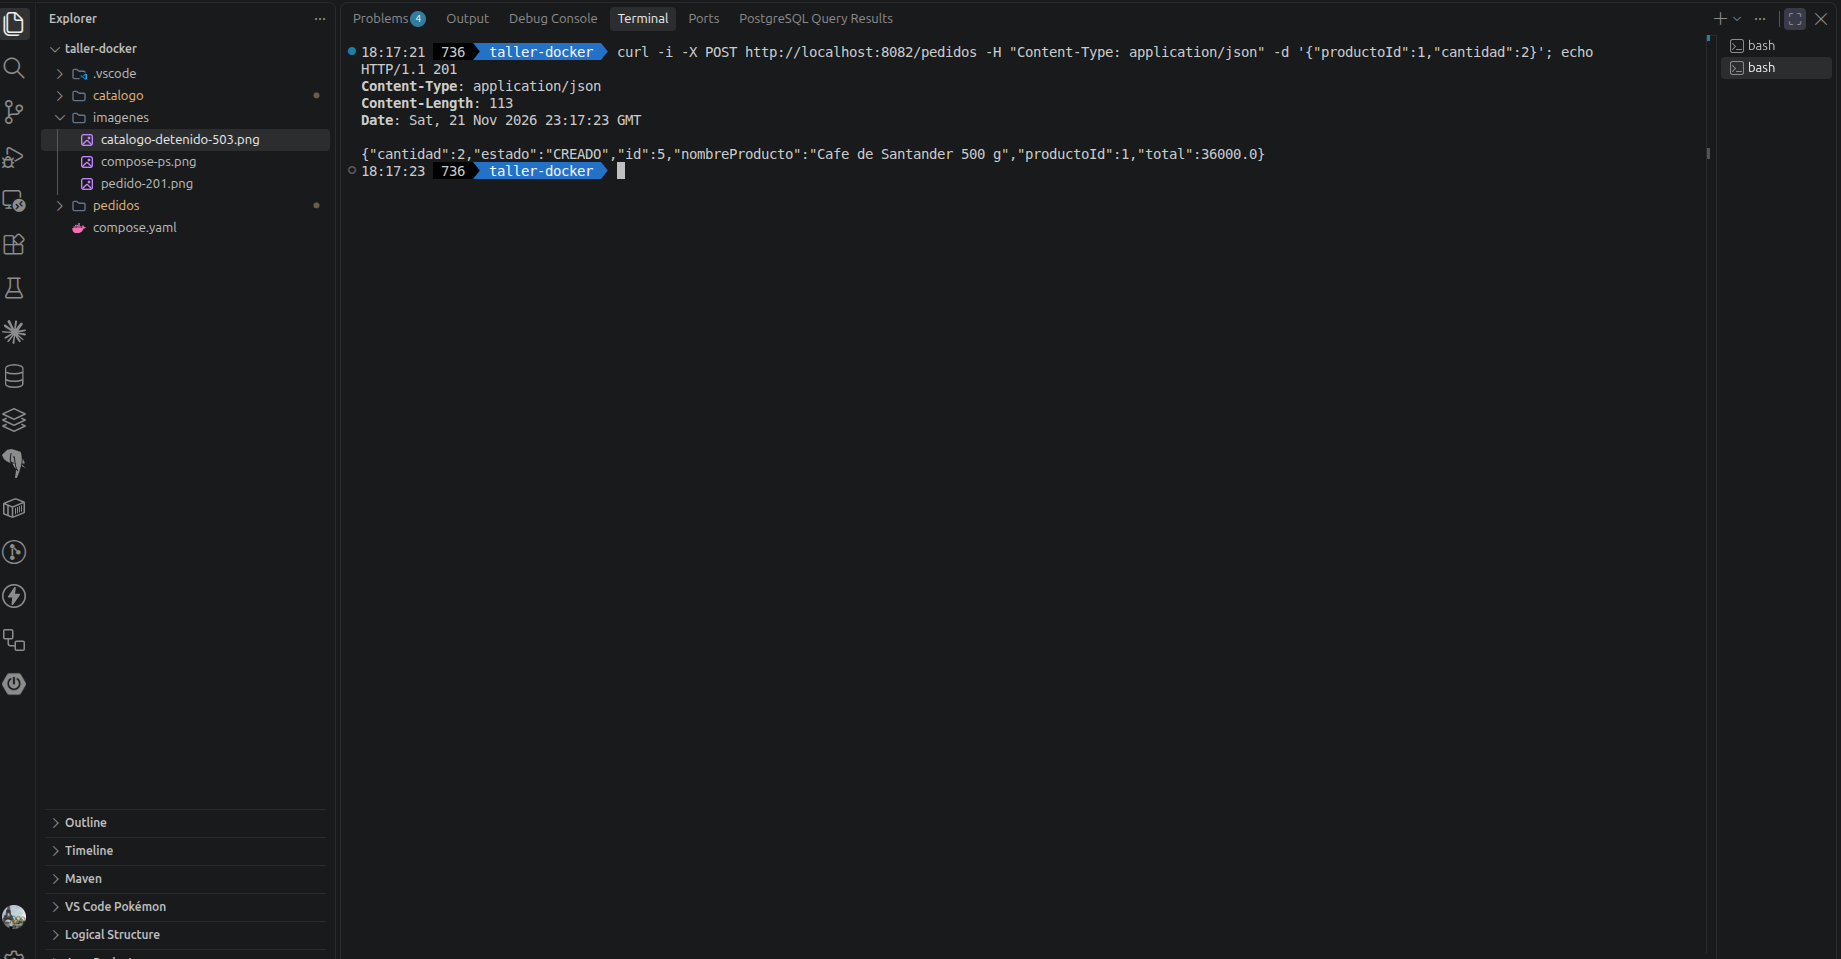 Explorer
taller-docker
.vscode
catalogo
imagenes
catalogo-detenido-503.png
compose-ps.png
pedido-201.png
pedidos
compose.yaml
Outline
Timeline
Maven
VS Code Pokémon
Logical Structure
Problems 4 Output Debug Console Terminal Ports PostgreSQL Query Results
18:17:21 736 taller-docker curl -i -X POST http://localhost:8082/pedidos -H "Content-Type: application/json" -d '{"productoId":1,"cantidad":2}'; echo
HTTP/1.1 201
Content-Type: application/json
Content-Length: 113
Date: Sat, 21 Nov 2026 23:17:23 GMT
{"cantidad":2,"estado":"CREADO","id":5,"nombreProducto":"Cafe de Santander 500 g","productoId":1,"total":36000.0}
18:17:23 736 taller-docker
bash
bash